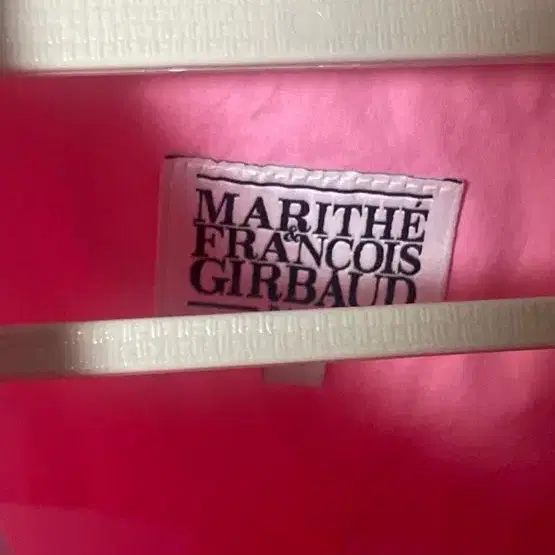 MARITHÉ
&
FRANÇOIS
GIRBAUD